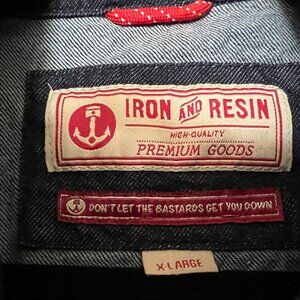 IRON AND RESIN
HIGH-QUALITY
PREMIUM GOODS
DON'T LET THE BASTARDS GET YOU DOWN
X-LARGE